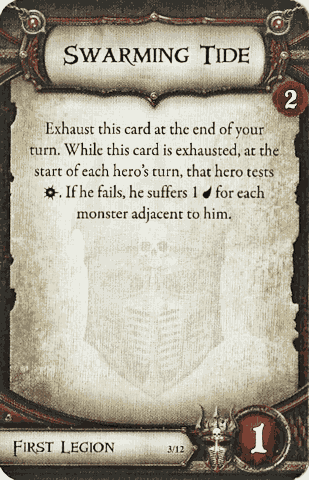 Swarming Tide
2
Exhaust this card at the end of your
turn. While this card is exhausted, at the
start of each hero's turn, that hero tests
. If he fails, he suffers 1 for each
monster adjacent to him.
First Legion 3/12 1